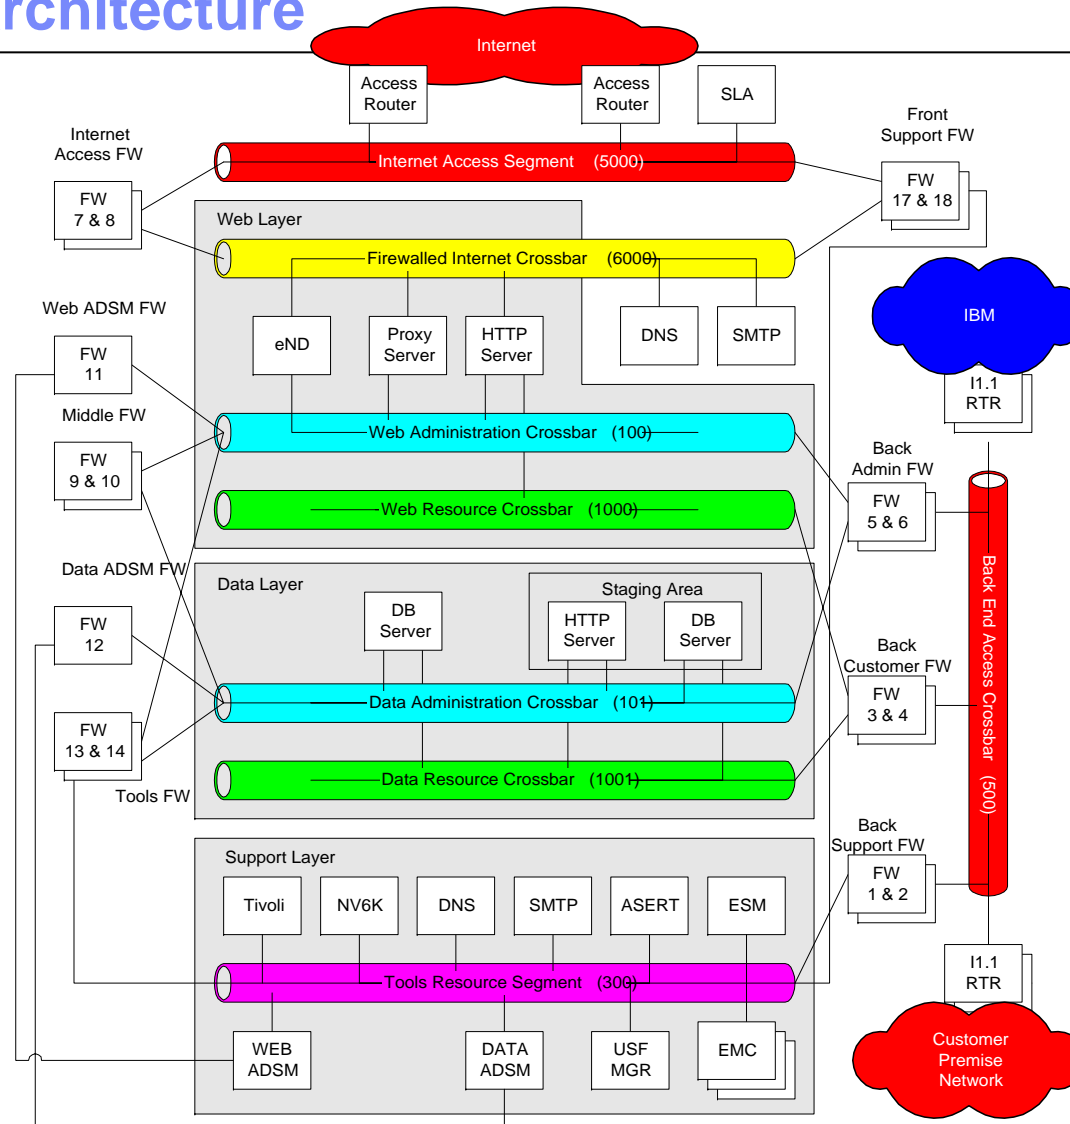 rchitecture
Internet
Access
Router
Access
Router
SLA
Internet
Access FW
Front
Support FW
Internet Access Segment (5000)
FW
7 & 8
FW
17 & 18
Web Layer
Firewalled Internet Crossbar (6000)
Web ADSM FW
eND
Proxy
Server
HTTP
Server
DNS
SMTP
IBM
FW
11
I1.1
RTR
Middle FW
Web Administration Crossbar (100)
FW
9 & 10
Back
Admin FW
FW
5 & 6
Web Resource Crossbar (1000)
Data ADSM FW
Data Layer
Staging Area
DB
Server
HTTP
Server
DB
Server
FW
12
Back End Access Crossbar (500)
Back
Customer FW
FW
3 & 4
Data Administration Crossbar (101)
FW
13 & 14
Data Resource Crossbar (1001)
Tools FW
Back
Support FW
Support Layer
FW
1 & 2
Tivoli
NV6K
DNS
SMTP
ASERT
ESM
Tools Resource Segment (300)
I1.1
RTR
WEB
ADSM
DATA
ADSM
USF
MGR
EMC
Customer
Premise
Network